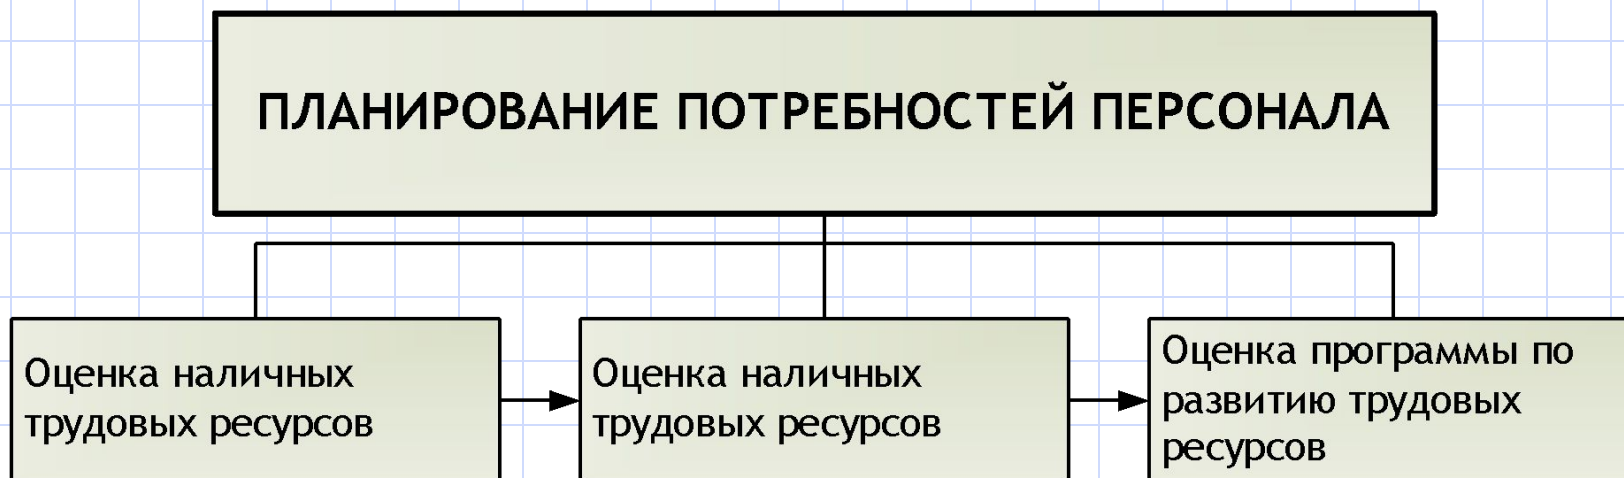 ПЛАНИРОВАНИЕ ПОТРЕБНОСТЕЙ ПЕРСОНАЛА
Оценка наличных
трудовых ресурсов
Оценка наличных
трудовых ресурсов
Оценка программы по
развитию трудовых
ресурсов